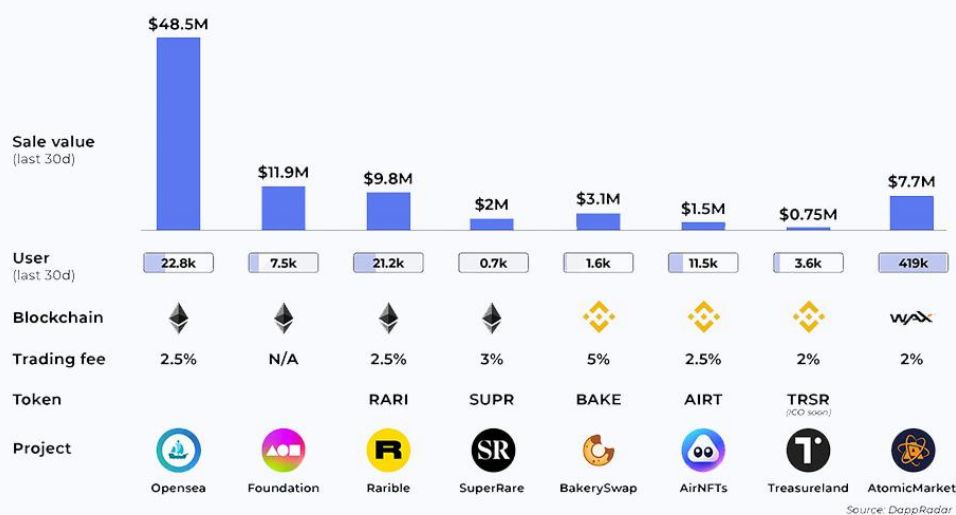 $48.5M
Sale value
(last 30d)
$11.9M
$9.8M
$2M
$3.1M
$1.5M
$0.75M
$7.7M
User
(last 30d)
22.8k 7.5k 21.2k 0.7k 1.6k 11.5k 3.6k 419k
Blockchain WAX
Trading fee 2.5% N/A 2.5% 3% 5% 2.5% 2% 2%
Token RARI SUPR BAKE AIRT TRSR
(ICO soon)
Project R SR T
Opensea Foundation Rarible SuperRare BakerySwap AirNFTs Treasureland AtomicMarket
Source: DappRadar